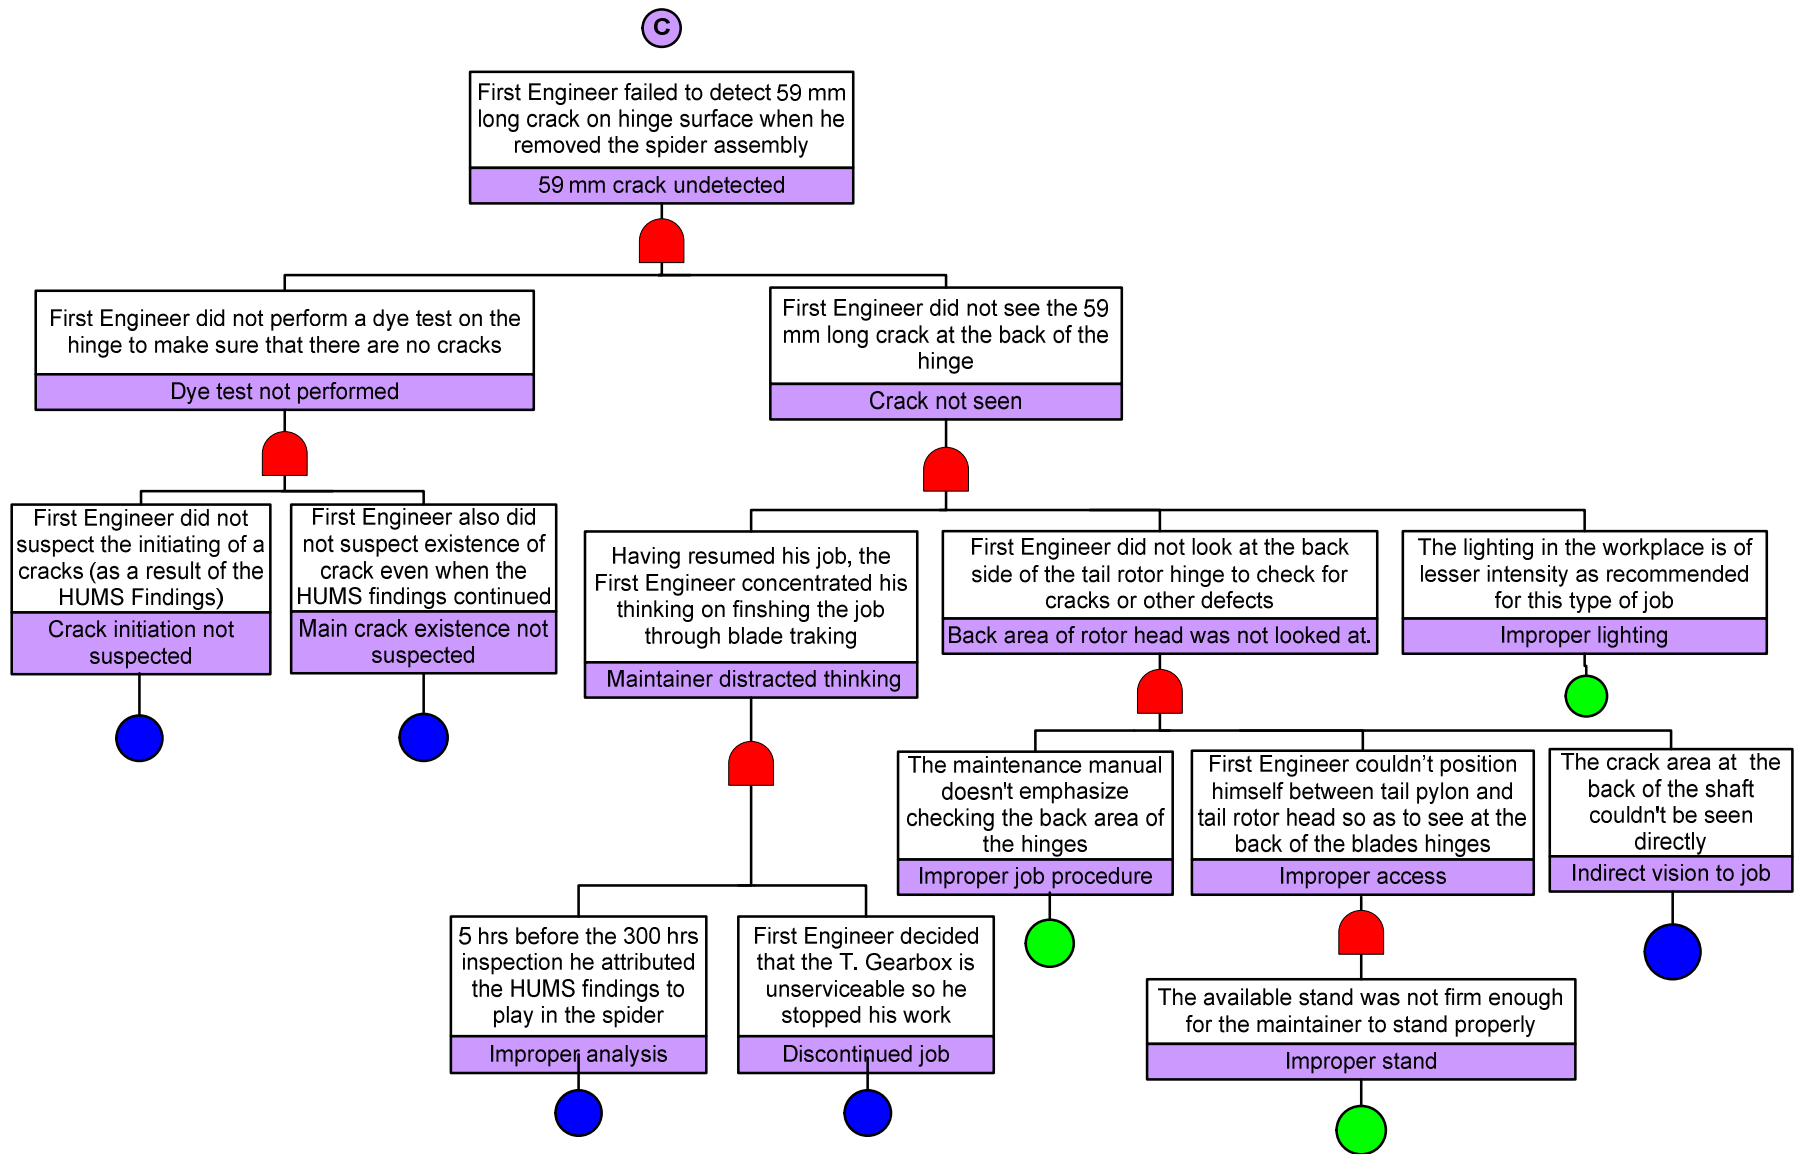 C
First Engineer failed to detect 59 mm
long crack on hinge surface when he
removed the spider assembly
59 mm crack undetected
First Engineer did not perform a dye test on the
hinge to make sure that there are no cracks
Dye test not performed
First Engineer did not see the 59
mm long crack at the back of the
hinge
Crack not seen
First Engineer did not
suspect the initiating of a
cracks (as a result of the
HUMS Findings)
Crack initiation not
suspected
First Engineer also did
not suspect existence of
crack even when the
HUMS findings continued
Main crack existence not
suspected
Having resumed his job, the
First Engineer concentrated his
thinking on finshing the job
through blade traking
Maintainer distracted thinking
First Engineer did not look at the back
side of the tail rotor hinge to check for
cracks or other defects
Back area of rotor head was not looked at.
The lighting in the workplace is of
lesser intensity as recommended
for this type of job
Improper lighting
The maintenance manual
doesn't emphasize
checking the back area of
the hinges
Improper job procedure
First Engineer couldn’t position
himself between tail pylon and
tail rotor head so as to see at the
back of the blades hinges
Improper access
The crack area at the
back of the shaft
couldn't be seen
directly
Indirect vision to job
5 hrs before the 300 hrs
inspection he attributed
the HUMS findings to
play in the spider
Improper analysis
First Engineer decided
that the T. Gearbox is
unserviceable so he
stopped his work
Discontinued job
The available stand was not firm enough
for the maintainer to stand properly
Improper stand